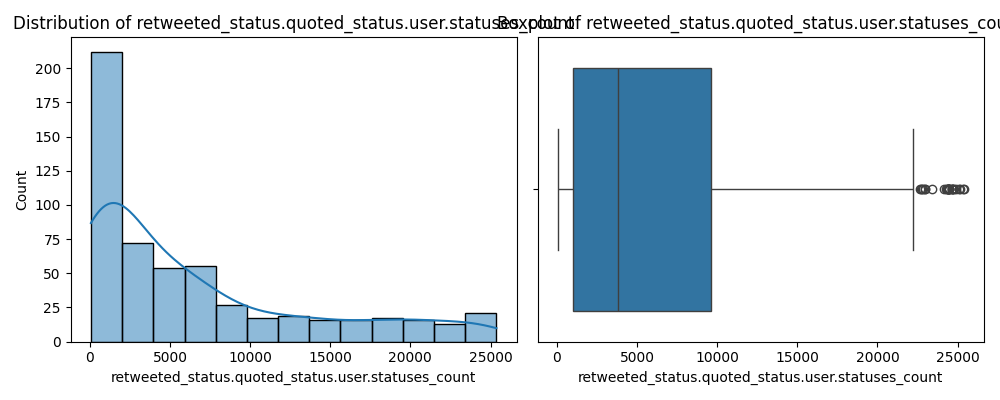 Distribution of retweeted_status.quoted_status.user.statuses_count
Boxplot of retweeted_status.quoted_status.user.statuses_cou
200
175
150
125
100
75
50
25
0
Count
0 5000 10000 15000 20000 25000
retweeted_status.quoted_status.user.statuses_count
0 5000 10000 15000 20000 25000
retweeted_status.quoted_status.user.statuses_count